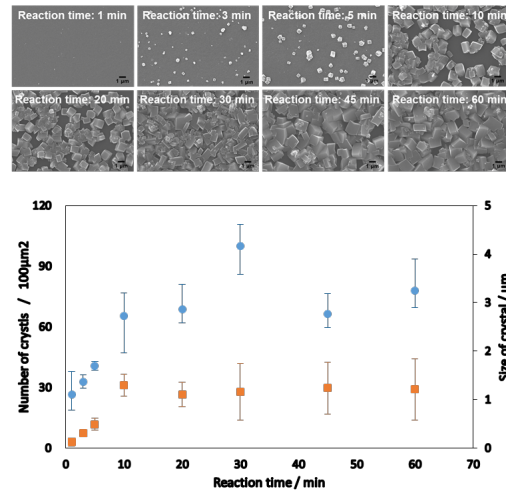 Reaction time: 1 min
Reaction time: 3 min
Reaction time: 5 min
Reaction time: 10 min
1 μm
1 μm
1 μm
1 μm
Reaction time: 20 min
Reaction time: 30 min
Reaction time: 45 min
Reaction time: 60 min
1 μm
1 μm
1 μm
1 μm
Number of crystls / 100μm2
120
90
60
30
0
5
4
3
2
1
0
Size of crystal / μm
0
10
20
30
40
50
60
70
Reaction time / min